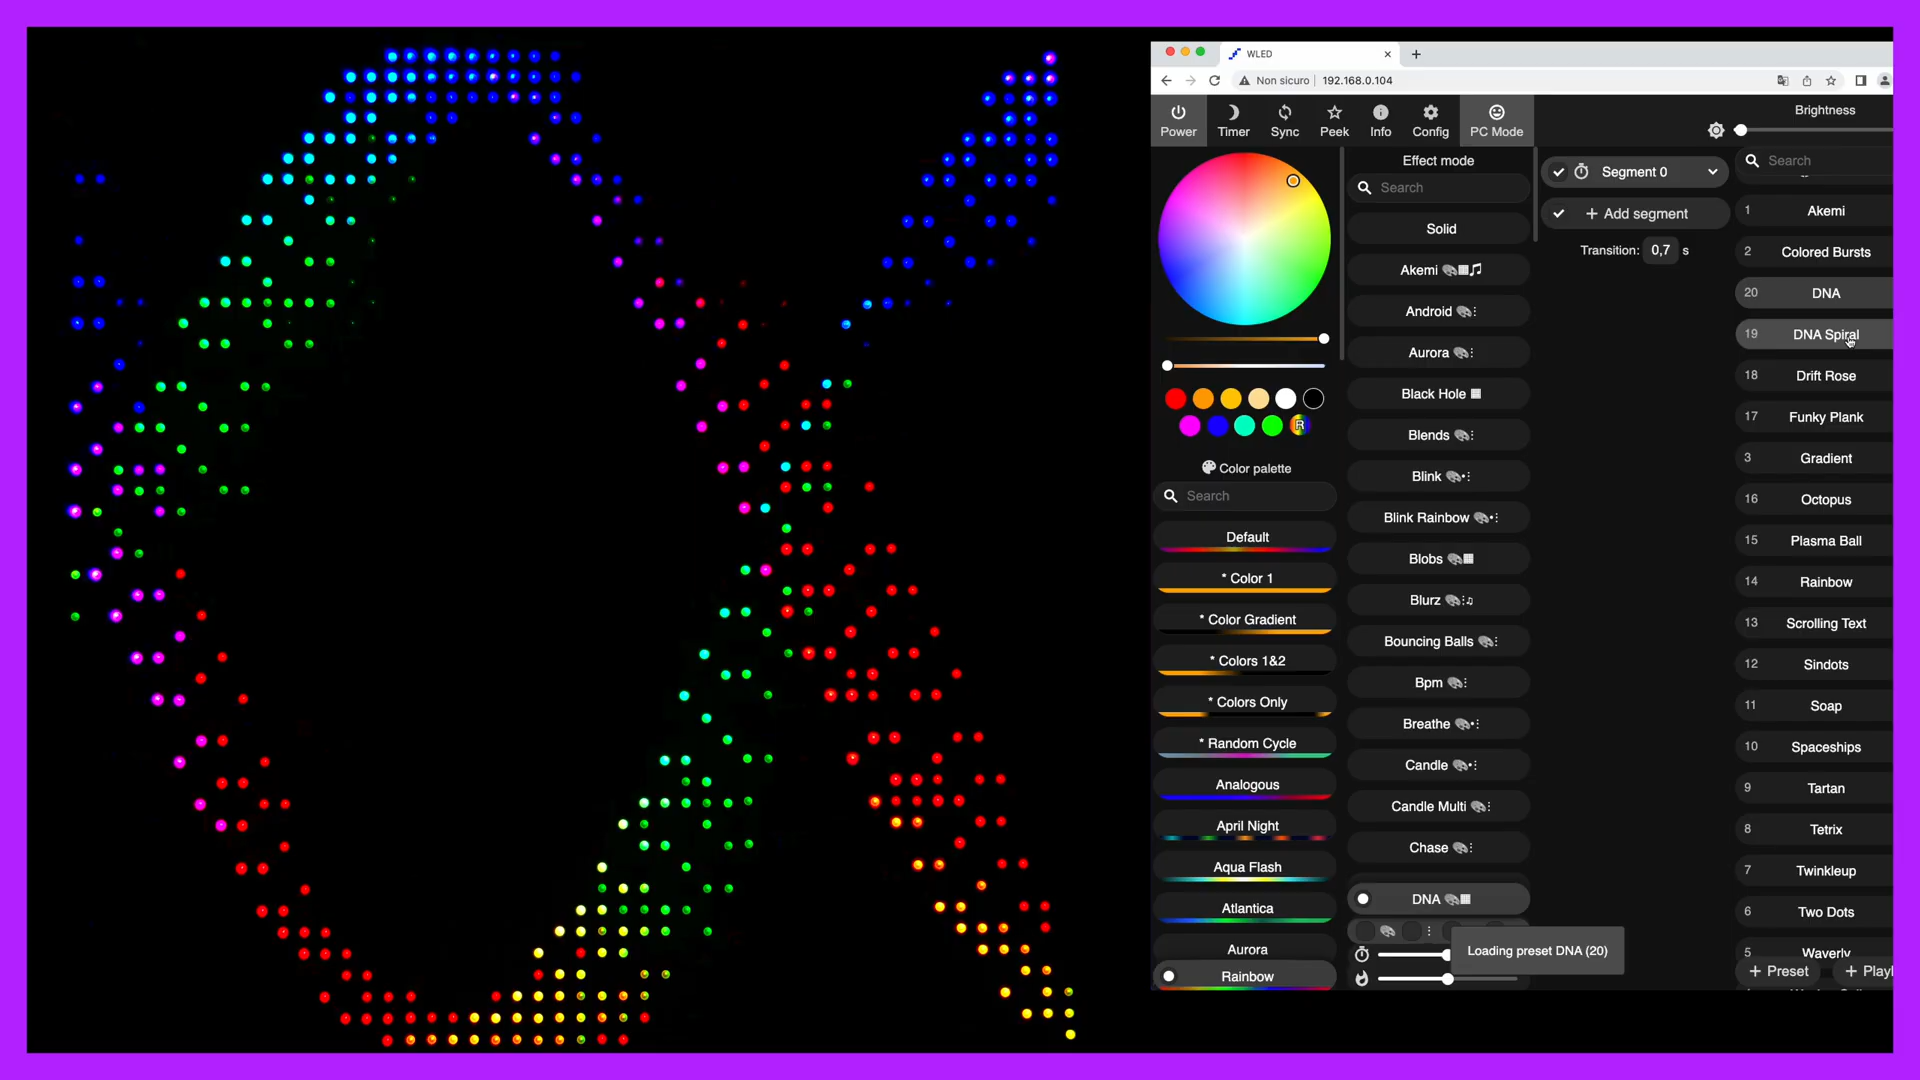 WLED
Non sicuro
192.168.0.104
Power
Timer
Sync
Peek
Info
Config
PC Mode
Brightness
Effect mode
Search
Solid
Akemi
Android
Aurora
Black Hole
Blends
Blink
Blink Rainbow
Blobs
Blurz
Bouncing Balls
Bpm
Breathe
Candle
Candle Multi
Chase
DNA
R
Color palette
Search
Default
* Color 1
* Color Gradient
* Colors 1&2
* Colors Only
* Random Cycle
Analogous
April Night
Aqua Flash
Atlantica
Aurora
Rainbow
Segment 0
+ Add segment
Transition: 0,7 s
Loading preset DNA (20)
Search
1 Akemi
2 Colored Bursts
20 DNA
19 DNA Spiral
18 Drift Rose
17 Funky Plank
3 Gradient
16 Octopus
15 Plasma Ball
14 Rainbow
13 Scrolling Text
12 Sindots
11 Soap
10 Spaceships
9 Tartan
8 Tetrix
7 Twinkleup
6 Two Dots
5 Waverly
+ Preset
+ Playl